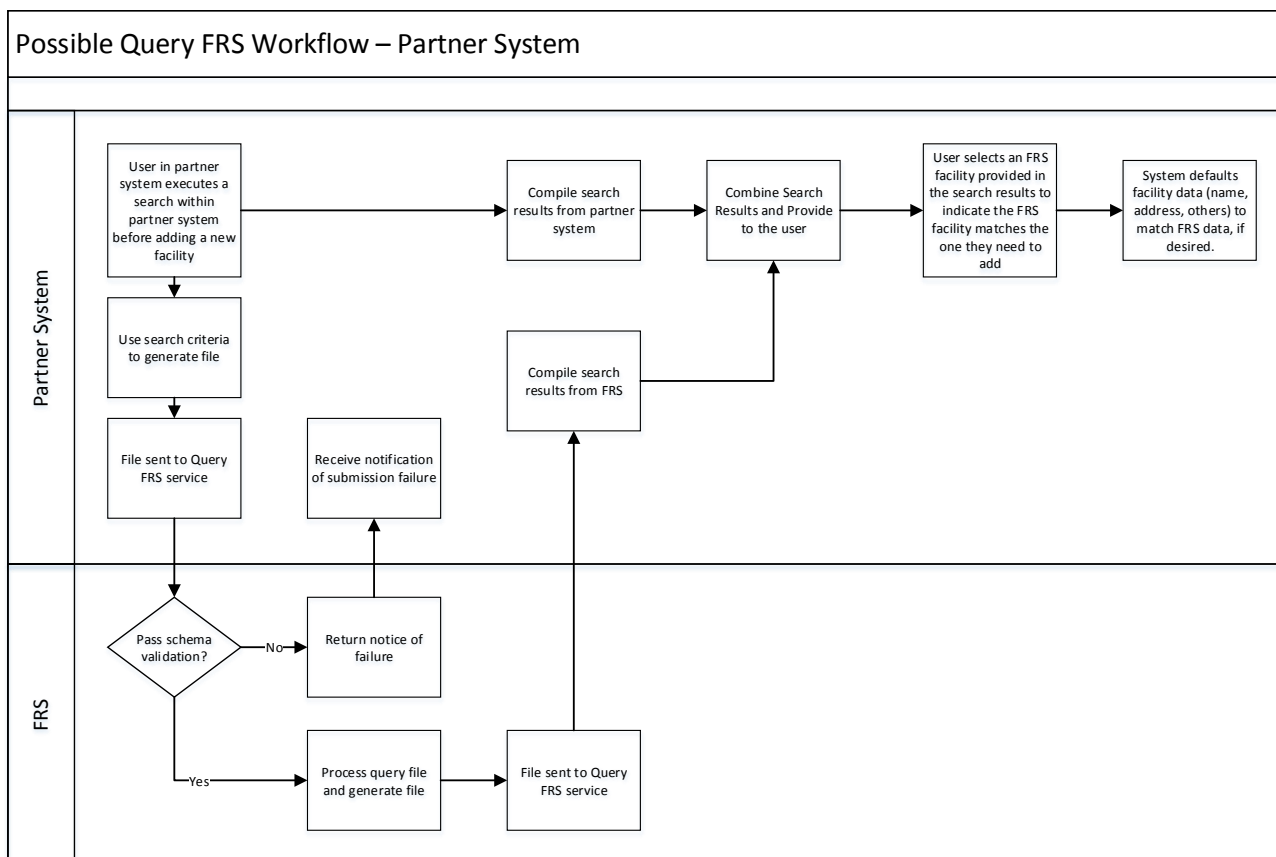 Possible Query FRS Workflow – Partner System
Partner System
User in partner
system executes a
search within
partner system
before adding a new
facility
Compile search
results from partner
system
Combine Search
Results and Provide
to the user
User selects an FRS
facility provided in
the search results to
indicate the FRS
facility matches the
one they need to
add
System defaults
facility data (name,
address, others) to
match FRS data, if
desired.
Use search criteria
to generate file
Compile search
results from FRS
File sent to Query
FRS service
Receive notification
of submission failure
FRS
Pass schema
validation?
No
Return notice of
failure
Yes
Process query file
and generate file
File sent to Query
FRS service